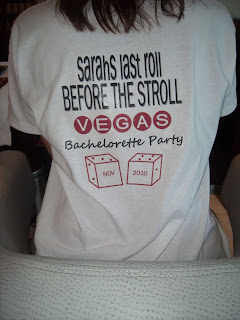 sarahs last roll
BEFORE THE STROLL
VEGAS
Bachelorette Party
NOV 2010